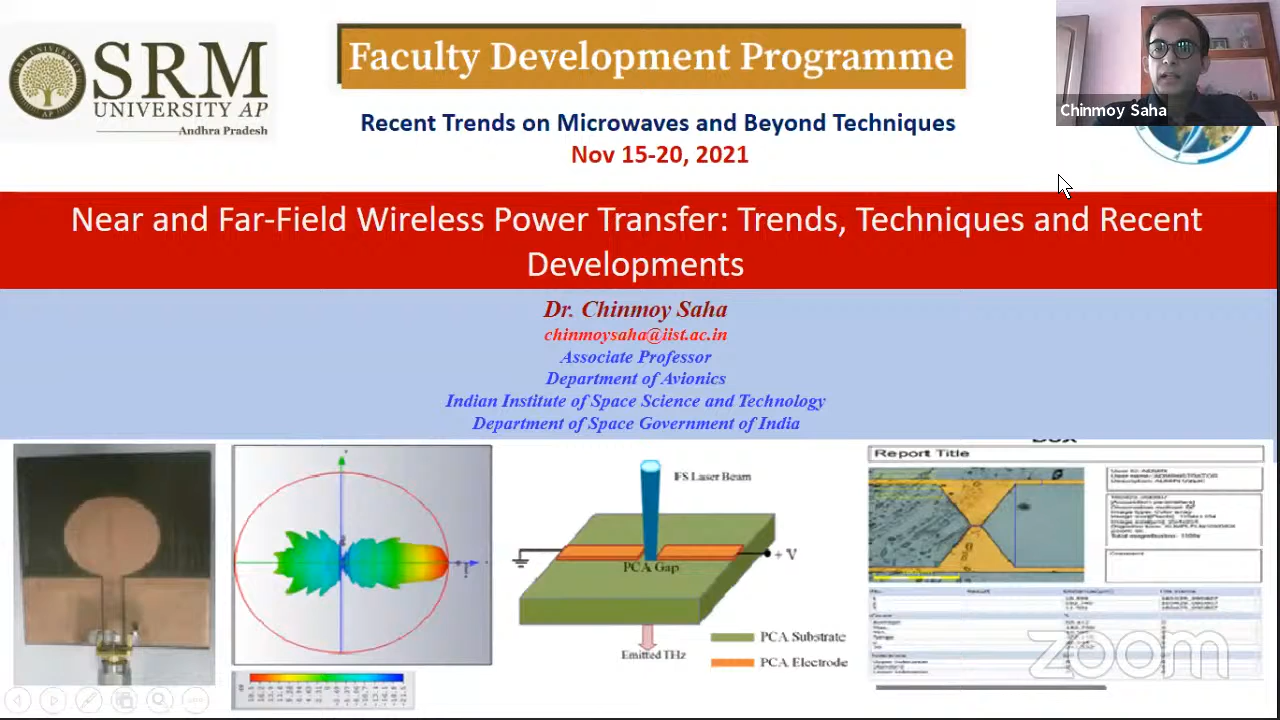 SRM
UNIVERSITY AP
Andhra Pradesh
Faculty Development Programme
Recent Trends on Microwaves and Beyond Techniques
Nov 15-20, 2021
Chinmoy Saha
Near and Far-Field Wireless Power Transfer: Trends, Techniques and Recent
Developments
Dr. Chinmoy Saha
chinmoysaha@iist.ac.in
Associate Professor
Department of Avionics
Indian Institute of Space Science and Technology
Department of Space Government of India
Laser Beam
PCA Gap
+ V
PCA Substrate
PCA Electrode
Emitted THz
Report Title
zoom